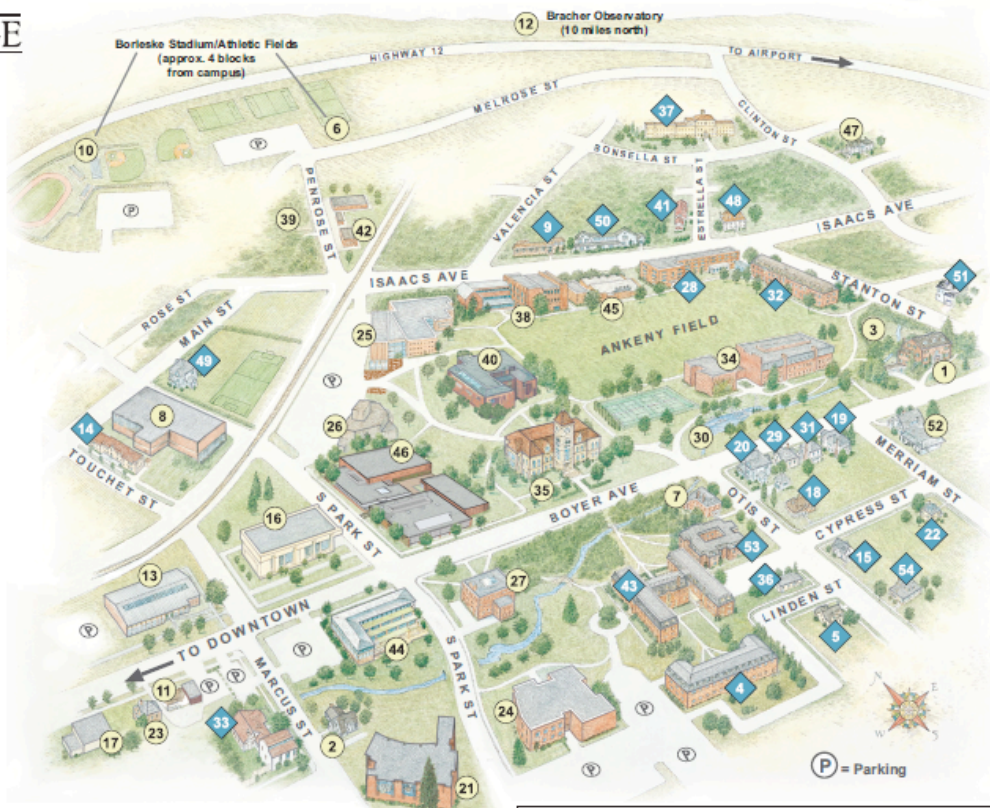 E
12
Bracher Observatory
(10 miles north)
Borleske Stadium/Athletic Fields
(approx. 4 blocks
from campus)
HIGHWAY 12
TO AIRPORT
MELROSE ST
CLINTON ST
37
47
6
P
10
SONSELLA ST
P
PENROSE ST
39
42
VALENCIA ST
ESTRELLA ST
41
48
9
50
ISAACS AVE
ISAACS AVE
28
32
STANTON ST
51
ROSE ST
MAIN ST
38
45
25
ANKENY FIELD
3
49
40
34
1
P
8
14
26
46
30
20
29
31
19
52
MERRIAM ST
TOUCHET ST
35
BOYER AVE
7
OTIS ST
18
CYPRESS ST
22
16
S PARK ST
53
15
54
13
27
43
36
LINDEN ST
P
TO DOWNTOWN
5
P
44
S PARK ST
MARCUS ST
11
P
P
4
24
P
N
E
W
S
33
23
17
2
21
P
P
P = Parking